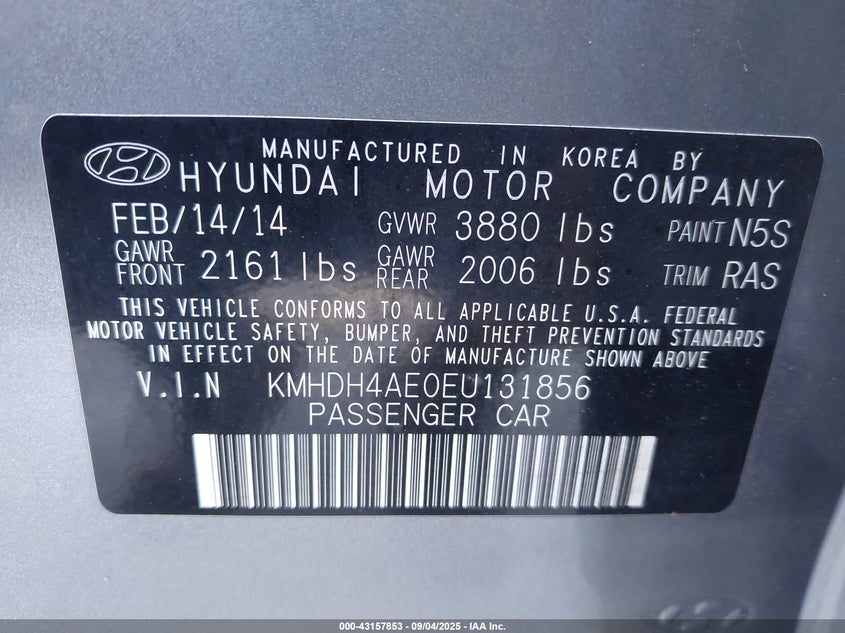 MANUFACTURED IN KOREA BY
HYUNDAI MOTOR COMPANY
FEB/14/14 GVWR 3880 lbs PAINT N5S
GAWR FRONT 2161 lbs GAWR REAR 2006 lbs TRIM RAS
THIS VEHICLE CONFORMS TO ALL APPLICABLE U.S.A. FEDERAL
MOTOR VEHICLE SAFETY, BUMPER, AND THEFT PREVENTION STANDARDS
IN EFFECT ON THE DATE OF MANUFACTURE SHOWN ABOVE
V.I.N KMHDH4AE0EU131856
PASSENGER CAR
000-43157853 - 09/04/2025 - IAA Inc.